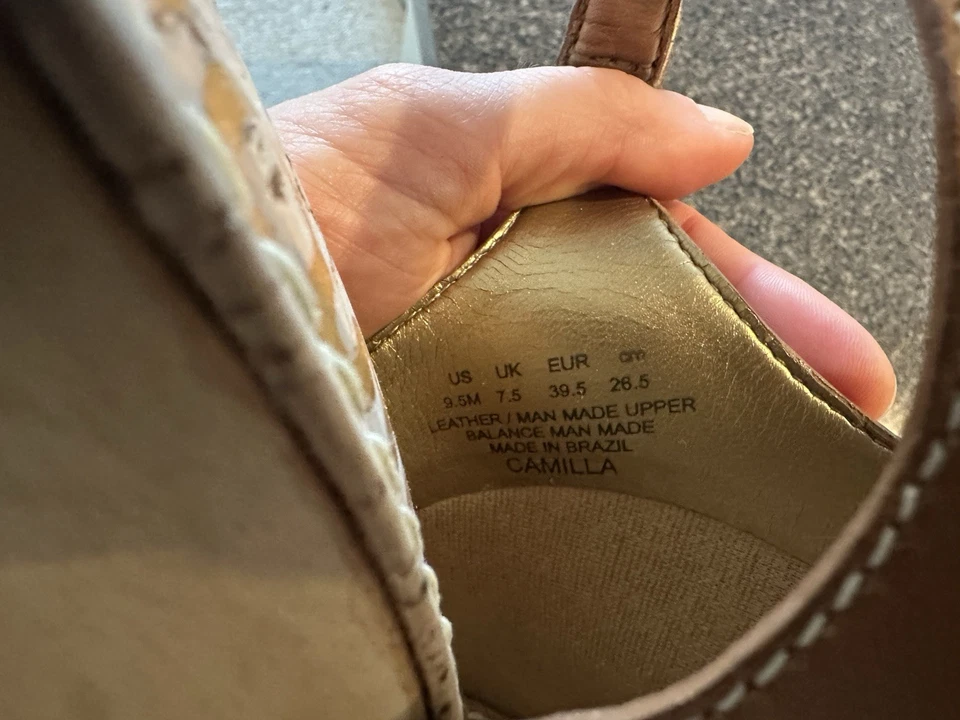 US UK EUR cm
9.5M 7.5 39.5 26.5
LEATHER / MAN MADE UPPER
BALANCE MAN MADE
MADE IN BRAZIL
CAMILLA